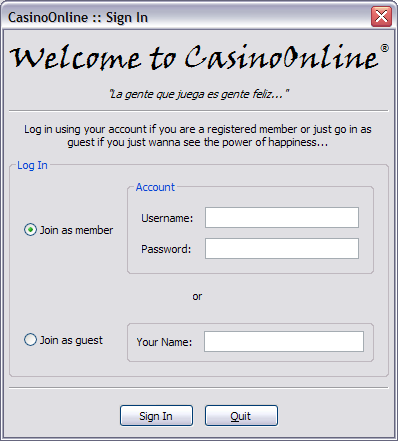 CasinoOnline :: Sign In
Welcome to CasinoOnline®
"La gente que juega es gente feliz..."
Log in using your account if you are a registered member or just go in as
guest if you just wanna see the power of happiness...
Log In
Account
Username:
Join as member
Password:
or
Join as guest
Your Name:
Sign In
Quit